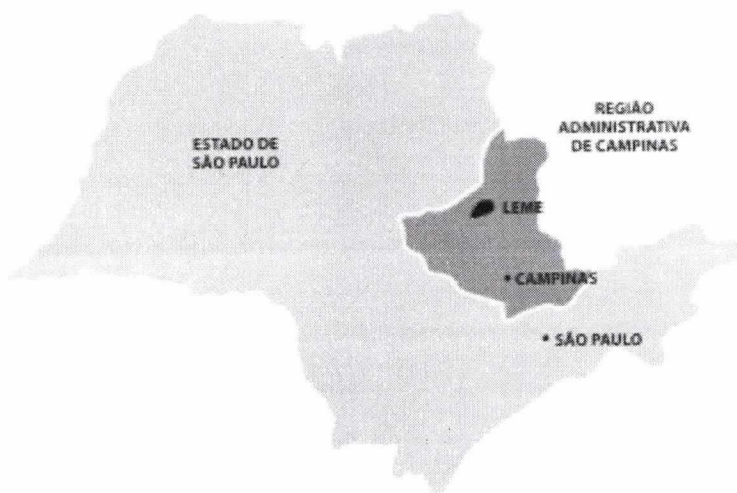 REGIÃO
ADMINISTRATIVA
DE CAMPINAS
ESTADO DE
SÃO PAULO
LEME
CAMPINAS
SÃO PAULO